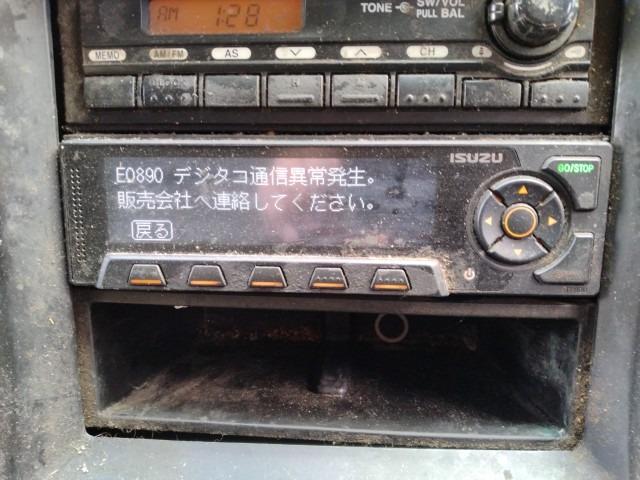 TONE
SW/VOL
PULL BAL
AM 1:28
MEMO AM/FM AS CH
ISUZU
GO/STOP
E0890 デジタコ通信異常発生。
販売会社へ連絡してください。
戻る